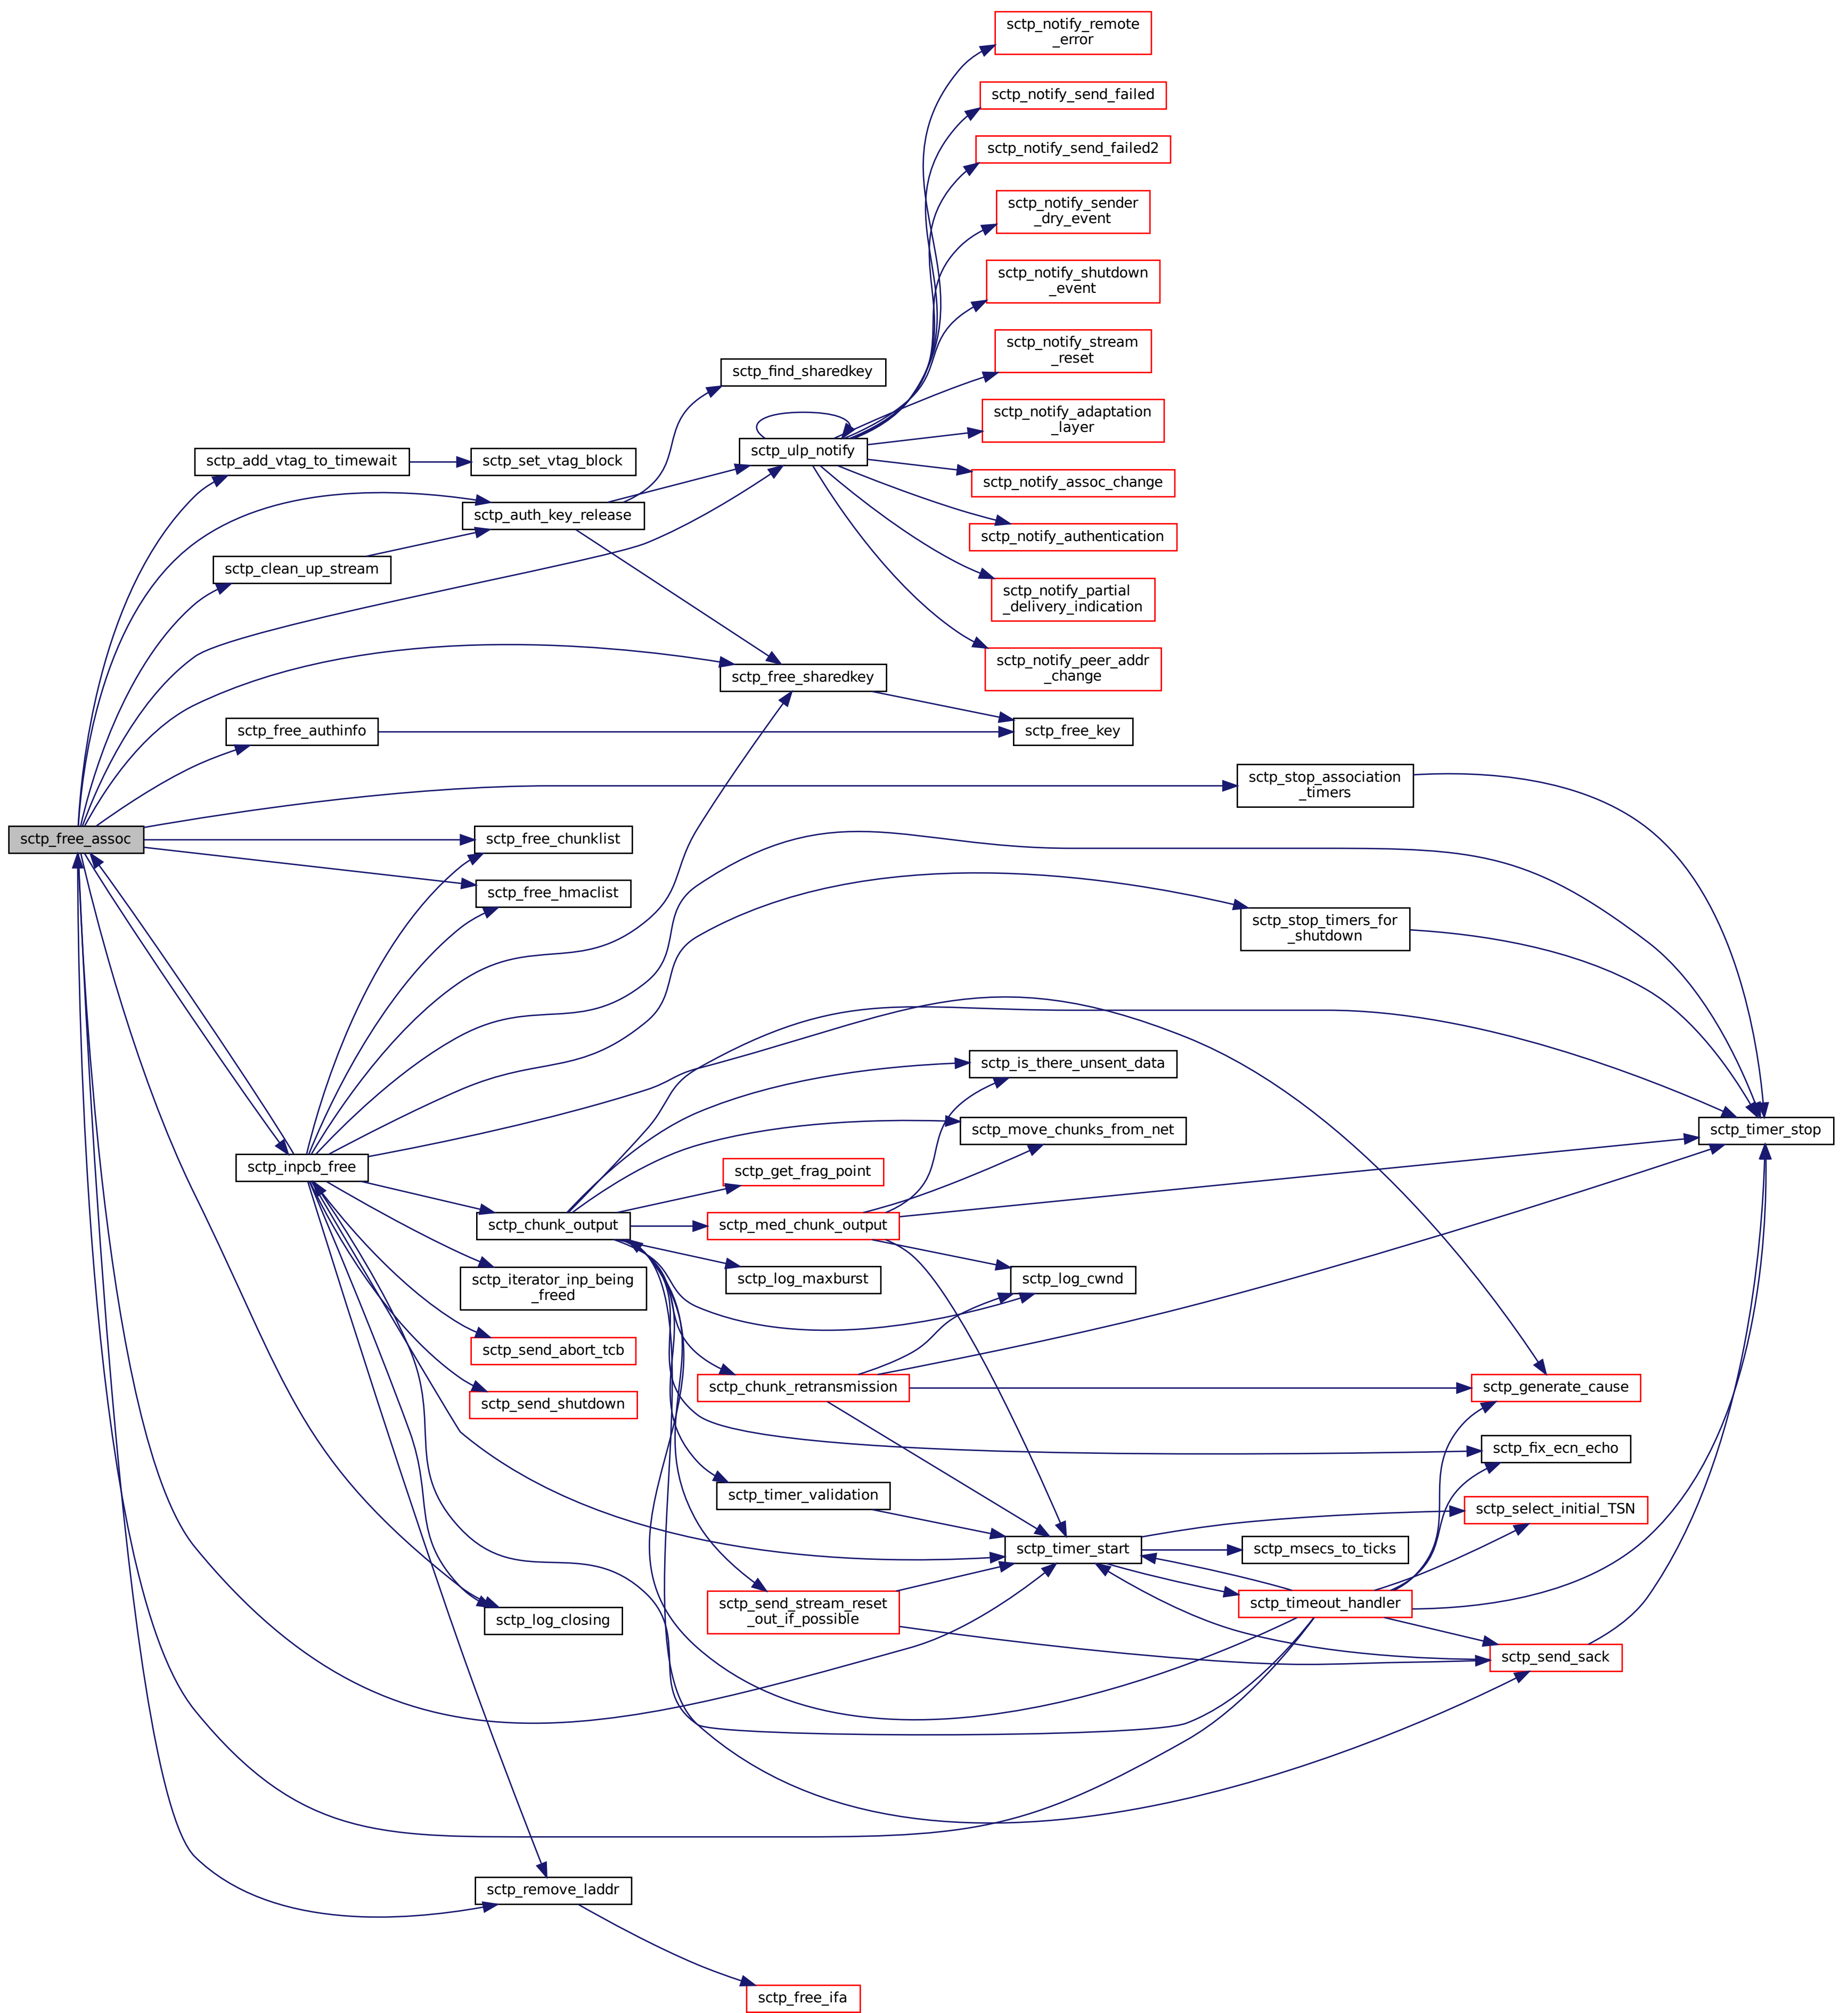 sctp_notify_remote
_error
sctp_notify_send_failed
sctp_notify_send_failed2
sctp_notify_sender
_dry_event
sctp_notify_shutdown
_event
sctp_notify_stream
_reset
sctp_find_sharedkey
sctp_notify_adaptation
_layer
sctp_ulp_notify
sctp_add_vtag_to_timewait
sctp_set_vtag_block
sctp_notify_assoc_change
sctp_auth_key_release
sctp_notify_authentication
sctp_clean_up_stream
sctp_notify_partial
_delivery_indication
sctp_free_sharedkey
sctp_notify_peer_addr
_change
sctp_free_authinfo
sctp_free_key
sctp_stop_association
_timers
sctp_free_assoc
sctp_free_chunklist
sctp_free_hmaclist
sctp_stop_timers_for
_shutdown
sctp_is_there_unsent_data
sctp_move_chunks_from_net
sctp_timer_stop
sctp_inpcb_free
sctp_get_frag_point
sctp_chunk_output
sctp_med_chunk_output
sctp_iterator_inp_being
_freed
sctp_log_maxburst
sctp_log_cwnd
sctp_send_abort_tcb
sctp_chunk_retransmission
sctp_generate_cause
sctp_send_shutdown
sctp_fix_ecn_echo
sctp_timer_validation
sctp_select_initial_TSN
sctp_timer_start
sctp_msecs_to_ticks
sctp_send_stream_reset
_out_if_possible
sctp_timeout_handler
sctp_log_closing
sctp_send_sack
sctp_remove_laddr
sctp_free_ifa